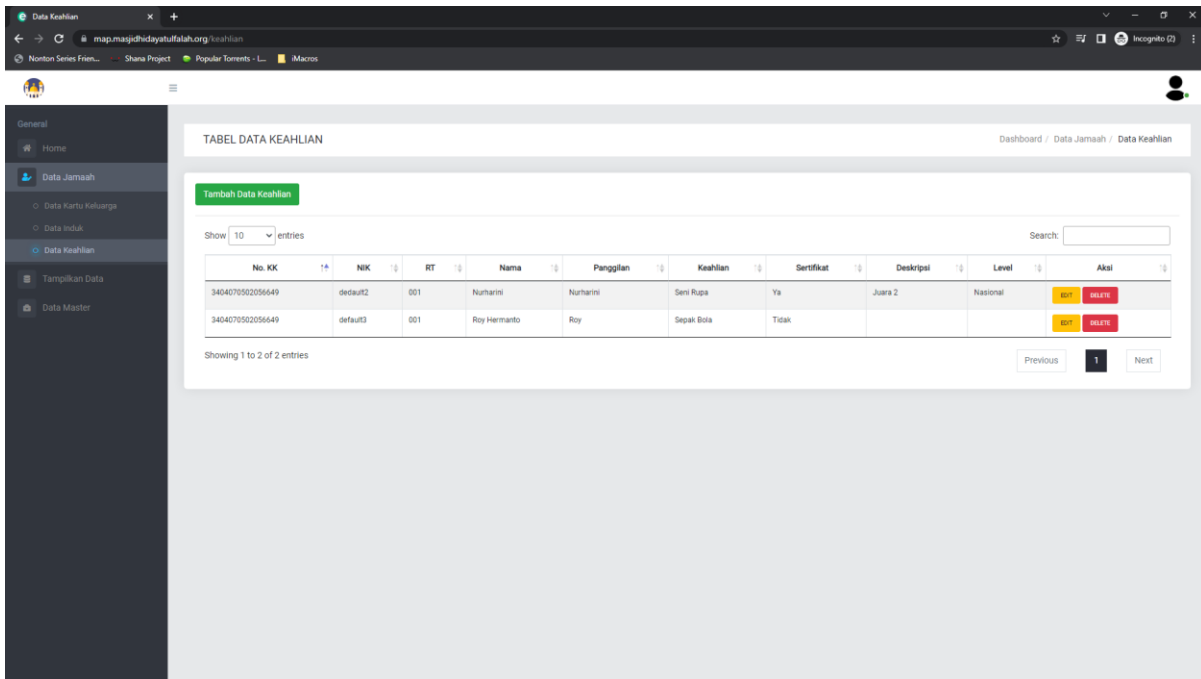 Data Keahlian
map.masjidhidayatulfalah.org/keahlian
Incognito (2)
Nonton Series Frien... Shana Project Popular Torrents - L... iMacros
General
Home
Data Jamaah
Data Kartu Keluarga
Data Induk
Data Keahlian
Tampilkan Data
Data Master
TABEL DATA KEAHLIAN
Dashboard / Data Jamaah / Data Keahlian
Tambah Data Keahlian
Show 10 entries
Search:
No. KK NIK RT Nama Panggilan Keahlian Sertifikat Deskripsi Level Aksi
3404070502056649 dedault2 001 Nurharini Nurharini Seni Rupa Ya Juara 2 Nasional EDIT DELETE
3404070502056649 default3 001 Roy Hermanto Roy Sepak Bola Tidak EDIT DELETE
Showing 1 to 2 of 2 entries
Previous 1 Next